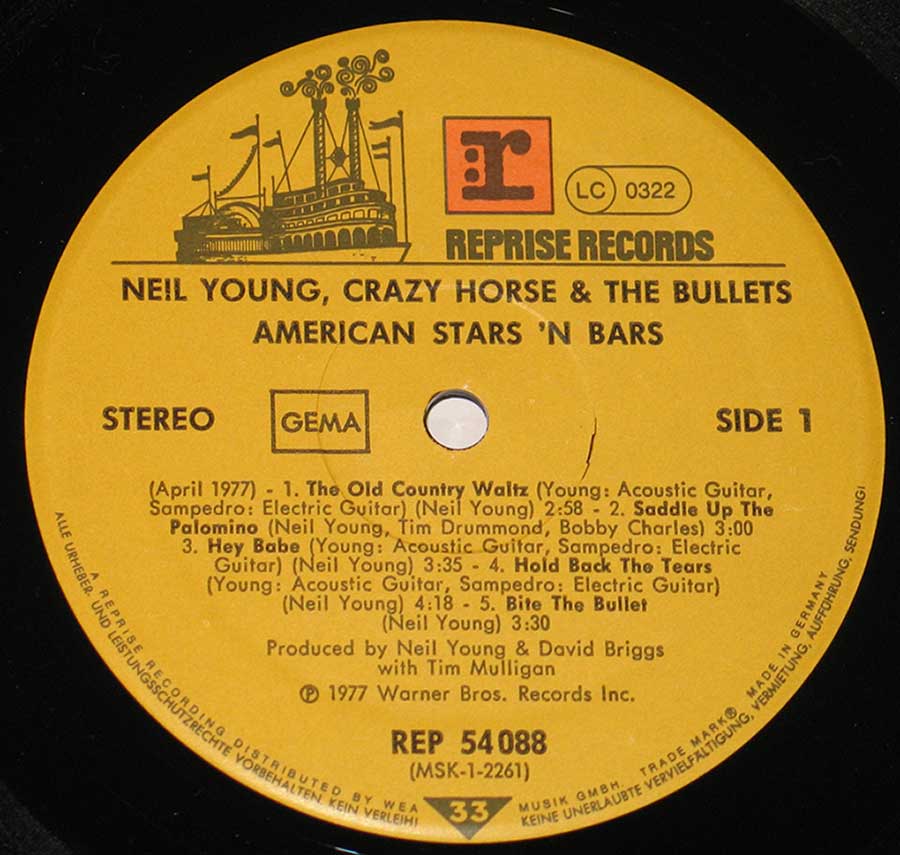 r
LC 0322
REPRISE RECORDS
NEIL YOUNG, CRAZY HORSE & THE BULLETS
AMERICAN STARS 'N BARS
STEREO GEMA SIDE 1
(April 1977) - 1. The Old Country Waltz (Young: Acoustic Guitar,
Sampedro: Electric Guitar) (Neil Young) 2:58 - 2. Saddle Up The
Palomino (Neil Young, Tim Drummond, Bobby Charles) 3:00
3. Hey Babe (Young: Acoustic Guitar, Sampedro: Electric
Guitar) (Neil Young) 3:35 - 4. Hold Back The Tears
(Young: Acoustic Guitar, Sampedro: Electric Guitar)
(Neil Young) 4:18 - 5. Bite The Bullet
(Neil Young) 3:30
Produced by Neil Young & David Briggs
with Tim Mulligan
Ⓟ 1977 Warner Bros. Records Inc.
REP 54 088
(MSK-1-2261)
33
A REPRISE RECORDING DISTRIBUTED BY WEA MUSIK GMBH. TRADE MARK® MADE IN GERMANY
ALLE URHEBER- UND LEISTUNGSSCHUTZRECHTE VORBEHALTEN. KEIN VERLEIH! KEINE UNERLAUBTE VERVIELFÄLTIGUNG, VERMIETUNG, AUFFÜHRUNG, SENDUNG!